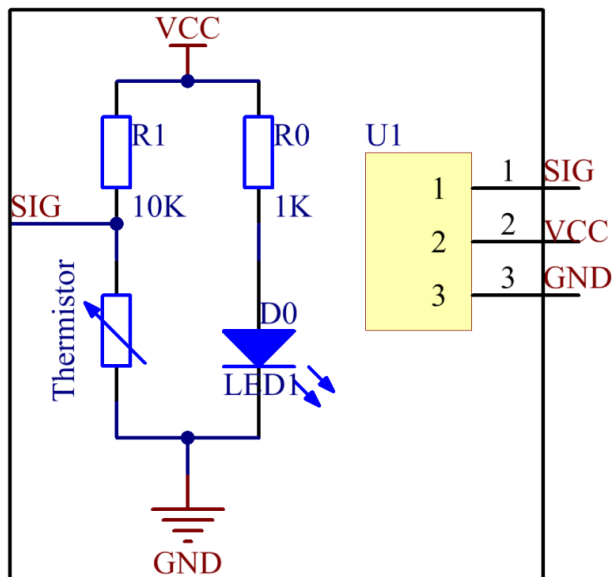 VCC
R1
R0
U1
10K
1K
SIG
Thermistor
D0
LED1
GND
1
2
3
1
2
3
SIG
VCC
GND